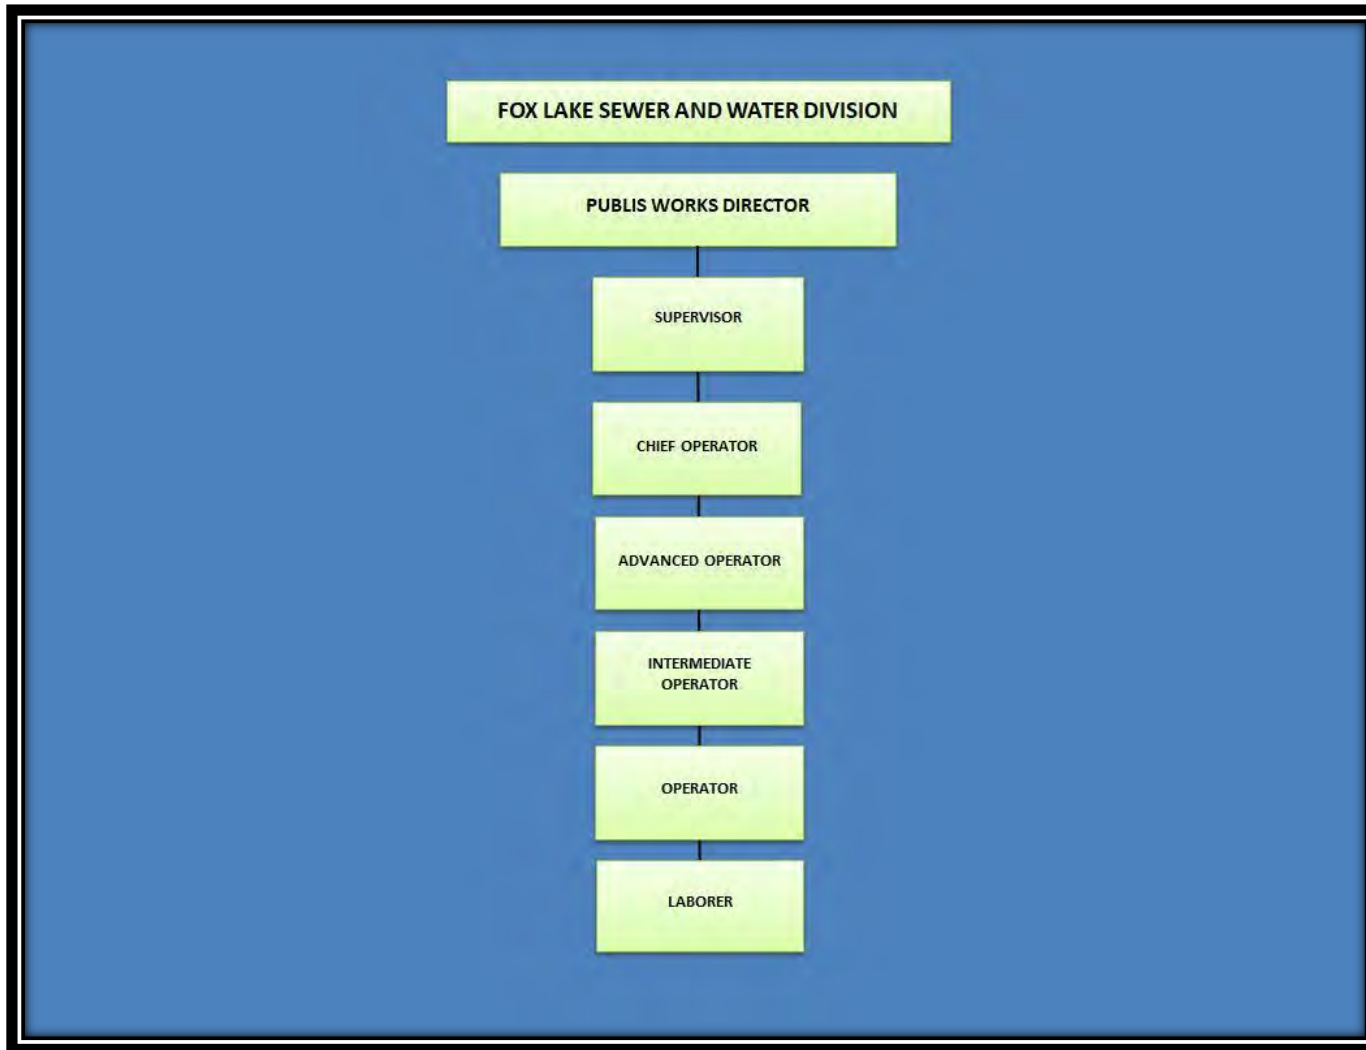 FOX LAKE SEWER AND WATER DIVISION
PUBLIS WORKS DIRECTOR
SUPERVISOR
CHIEF OPERATOR
ADVANCED OPERATOR
INTERMEDIATE
OPERATOR
OPERATOR
LABORER